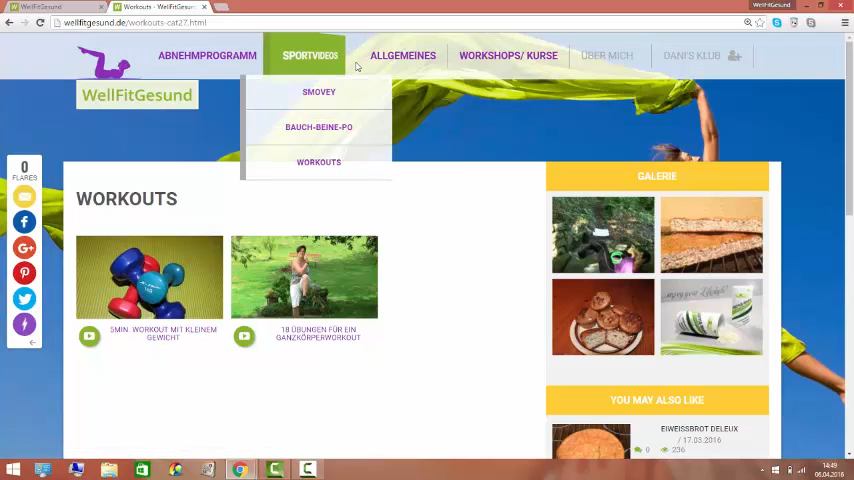 WellFitGesund
Workouts - WellFitGesun
WellFitGesund
wellfitgesund.de/workouts-cat27.html
ABNEHMPROGRAMM
SPORTVIDEOS
ALLGEMEINES
WORKSHOPS/ KURSE
ÜBER MICH
DANI'S KLUB
WellFitGesund
SMOVEY
BAUCH-BEINE-PO
WORKOUTS
0
FLARES
WORKOUTS
5MIN. WORKOUT MIT KLEINEM
GEWICHT
18 ÜBUNGEN FÜR EIN
GANZKÖRPERWORKOUT
GALERIE
YOU MAY ALSO LIKE
EIWEISSBROT DELEUX
/ 17.03.2016
0
236
14:49
06.04.2016